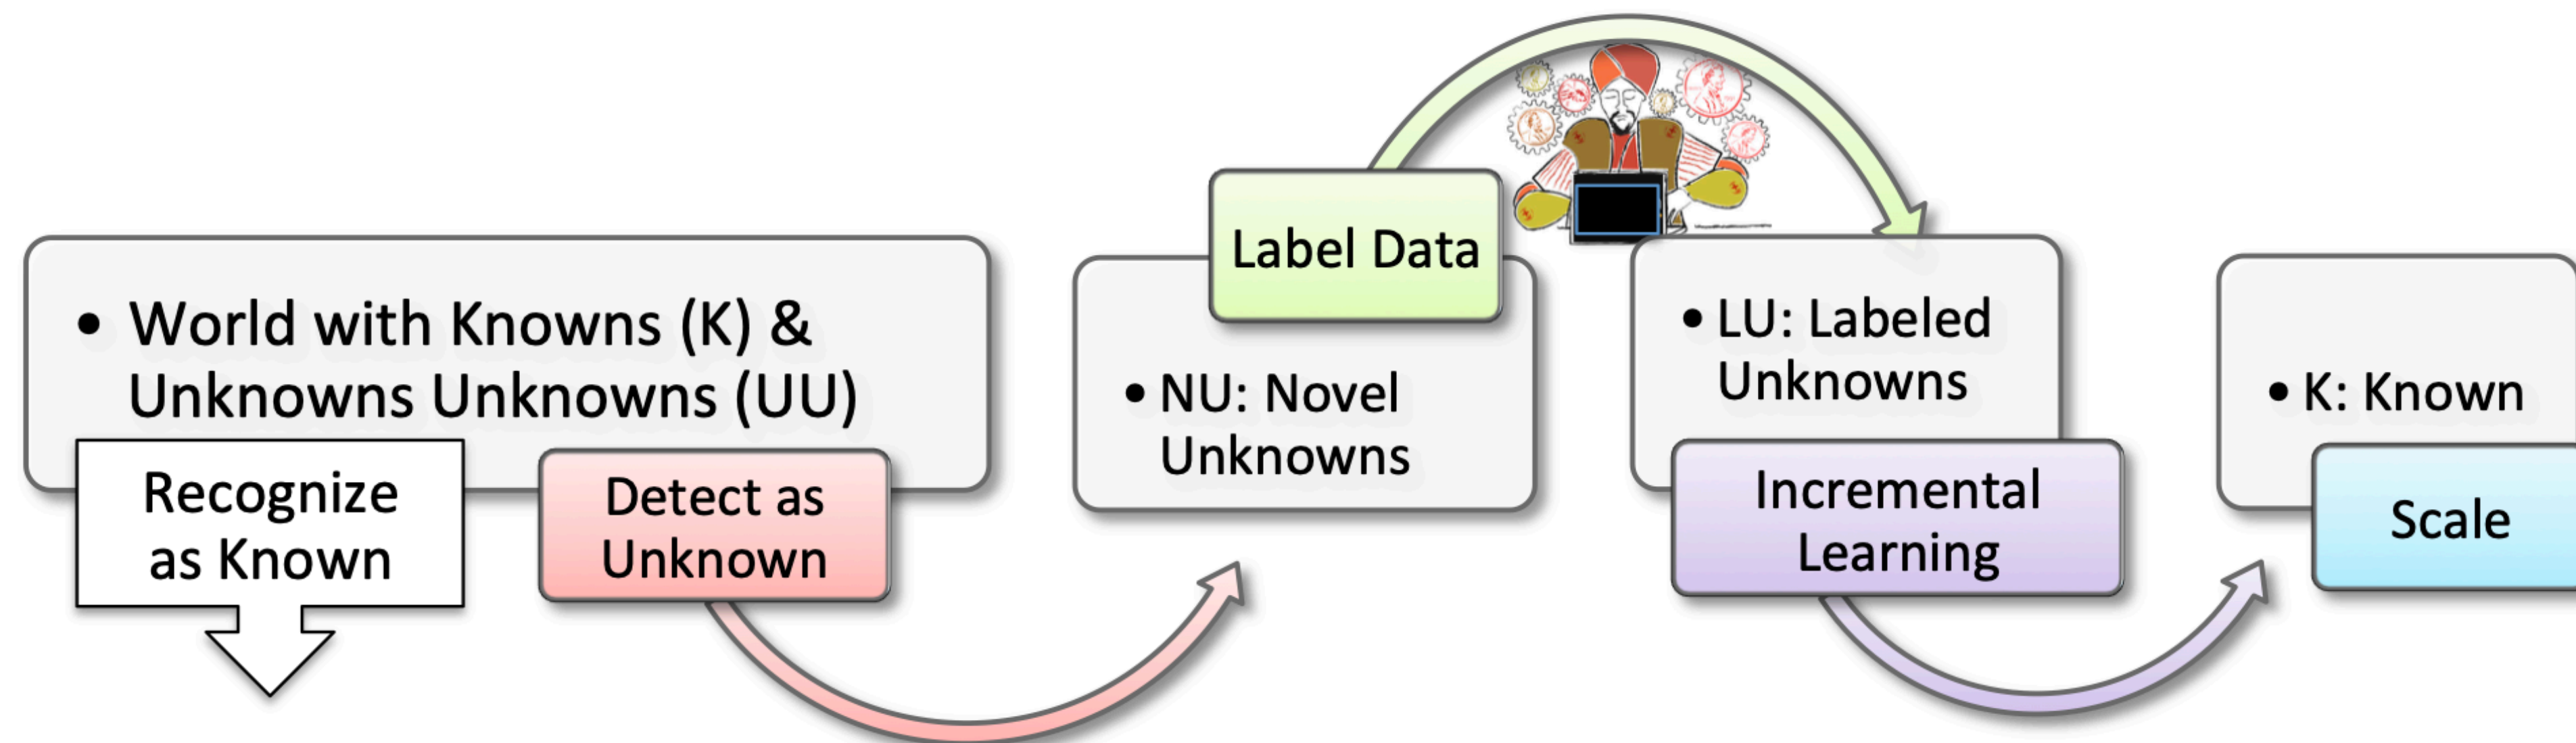 • World with Knowns (K) &
Unknowns Unknowns (UU)
Recognize
as Known
Detect as
Unknown
Label Data
• NU: Novel
Unknowns
• LU: Labeled
Unknowns
Incremental
Learning
• K: Known
Scale